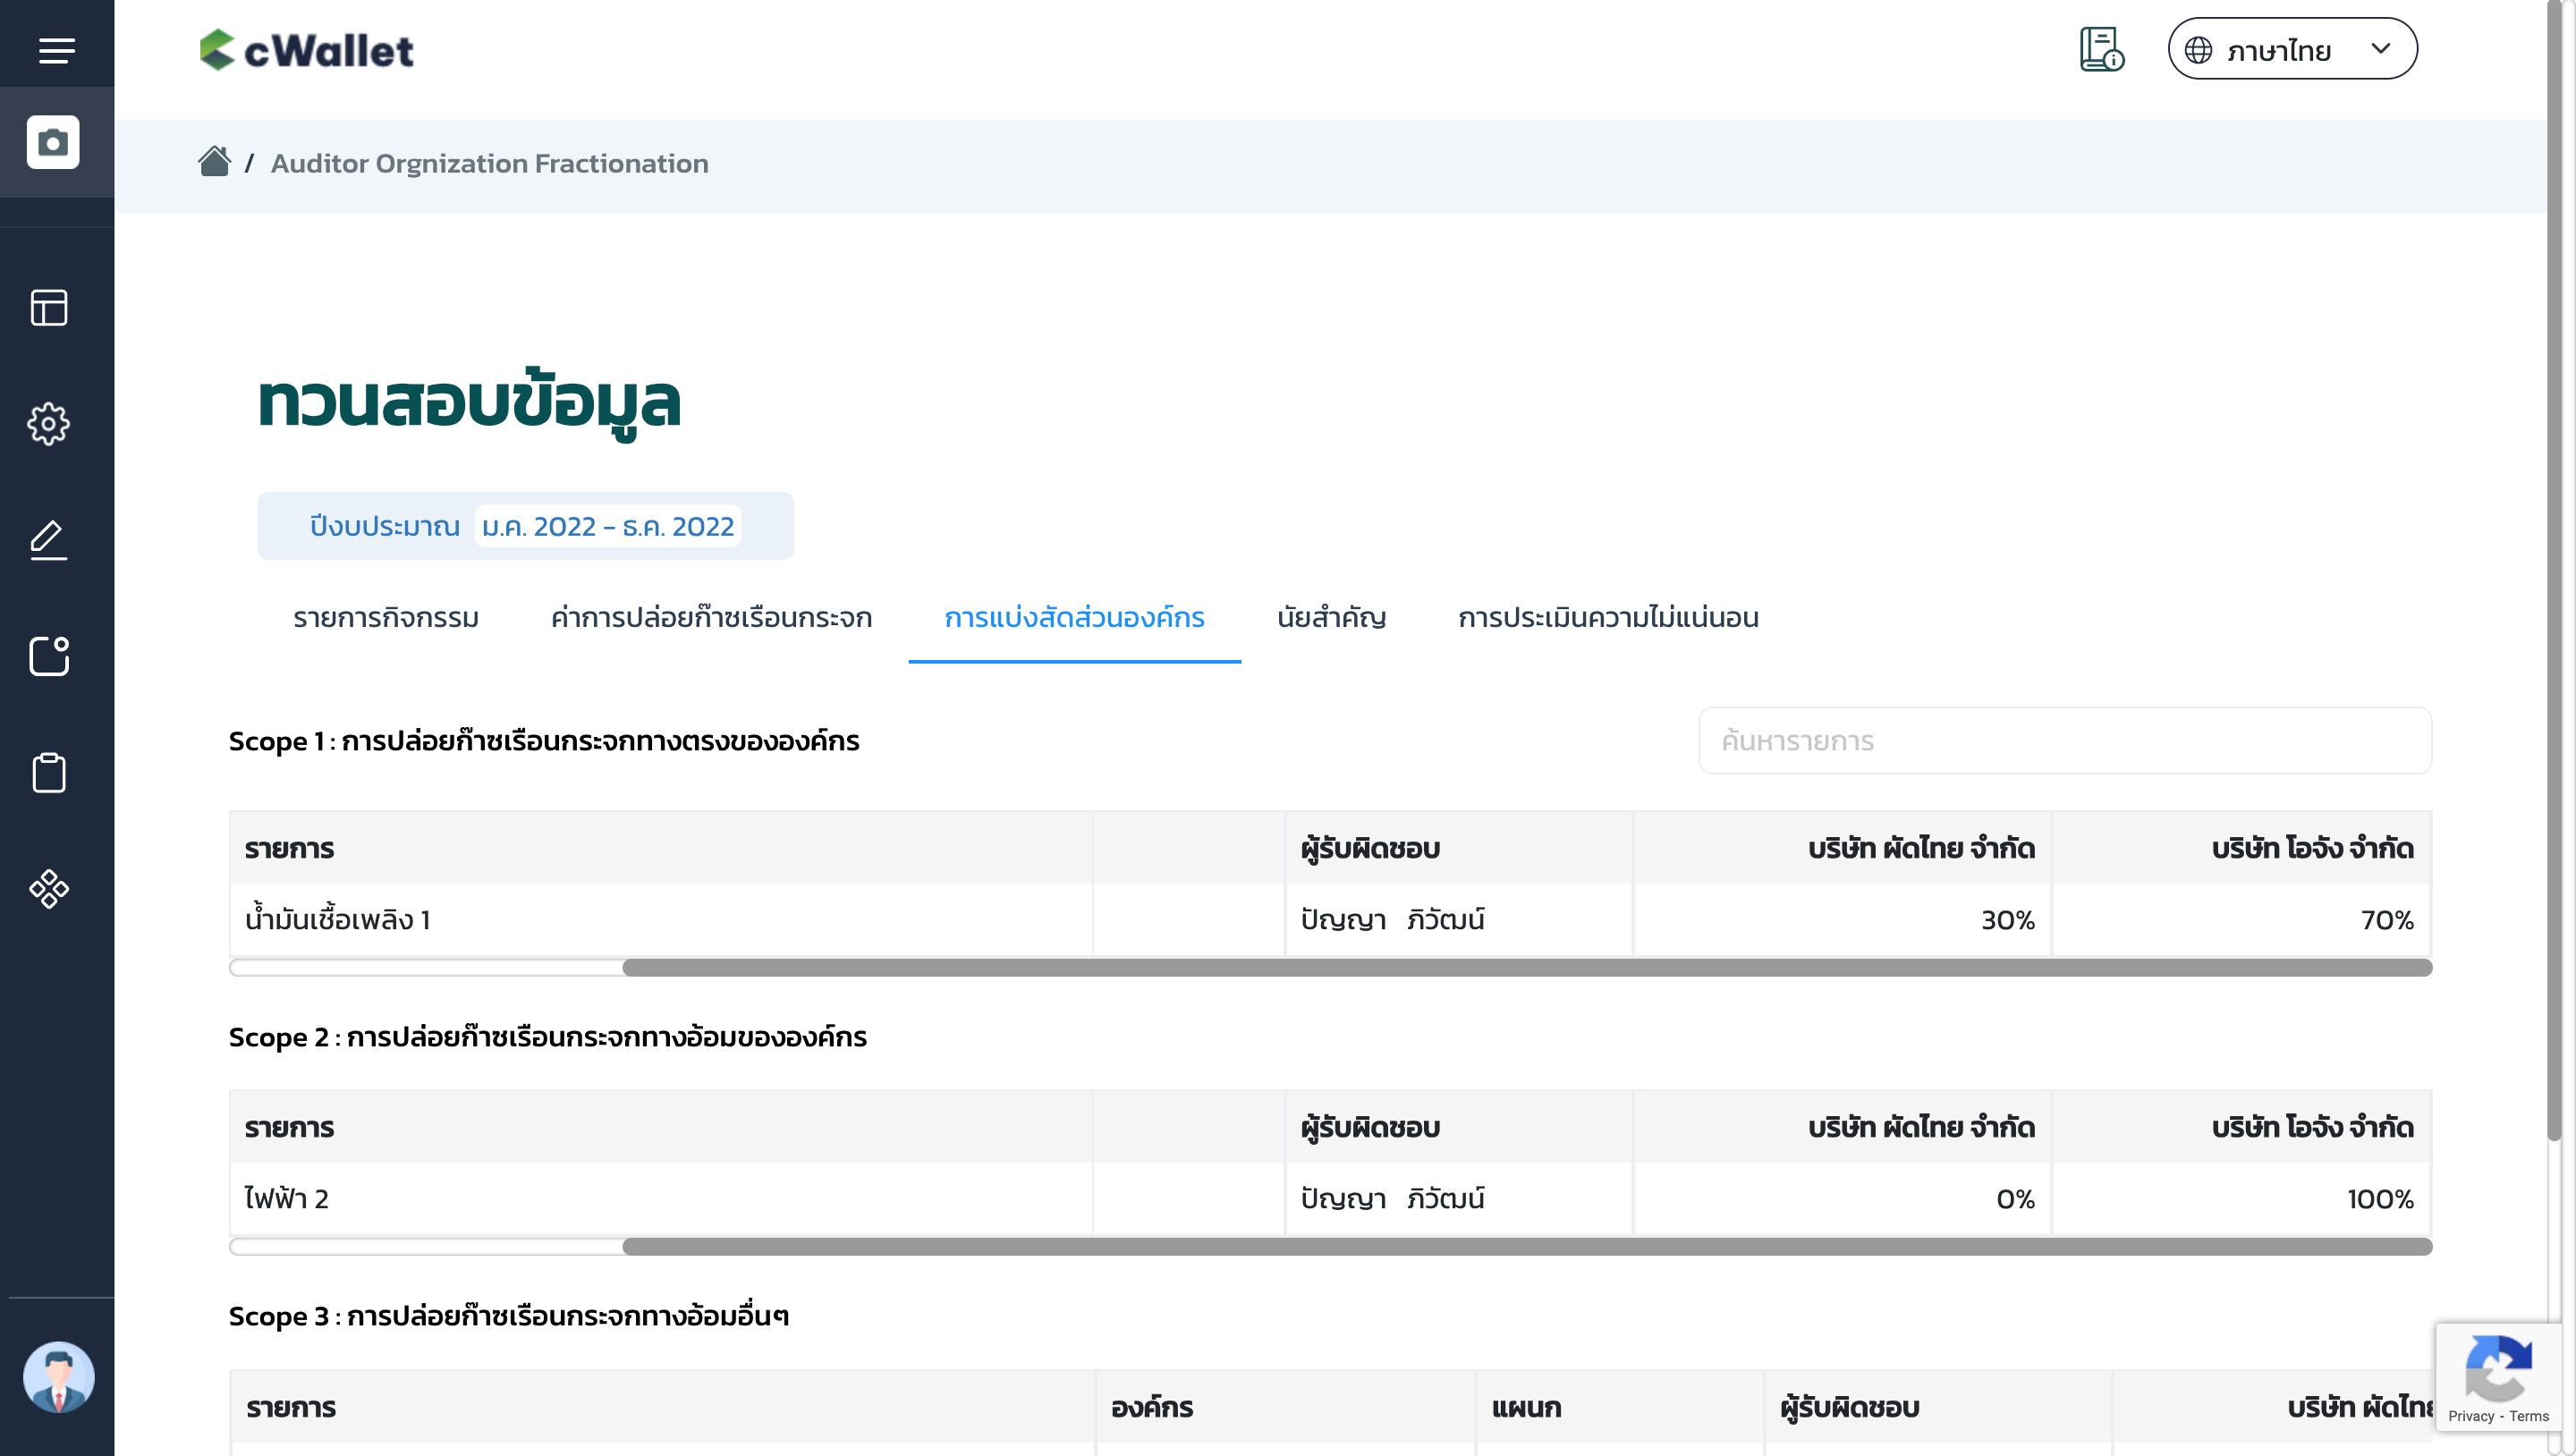 cWallet
ภาษาไทย
/ Auditor Orgnization Fractionation
ทวนสอบข้อมูล
ปีงบประมาณ ม.ค. 2022 - ธ.ค. 2022
รายการกิจกรรม ค่าการปล่อยก๊าซเรือนกระจก การแบ่งสัดส่วนองค์กร นัยสำคัญ การประเมินความไม่แน่นอน
Scope 1 : การปล่อยก๊าซเรือนกระจกทางตรงขององค์กร
ค้นหารายการ
รายการ ผู้รับผิดชอบ บริษัท ผัดไทย จำกัด บริษัท โอจัง จำกัด
น้ำมันเชื้อเพลิง 1 ปัญญา ภิวัฒน์ 30% 70%
Scope 2 : การปล่อยก๊าซเรือนกระจกทางอ้อมขององค์กร
รายการ ผู้รับผิดชอบ บริษัท ผัดไทย จำกัด บริษัท โอจัง จำกัด
ไฟฟ้า 2 ปัญญา ภิวัฒน์ 0% 100%
Scope 3 : การปล่อยก๊าซเรือนกระจกทางอ้อมอื่นๆ
รายการ องค์กร แผนก ผู้รับผิดชอบ บริษัท ผัดไทย
Privacy - Terms